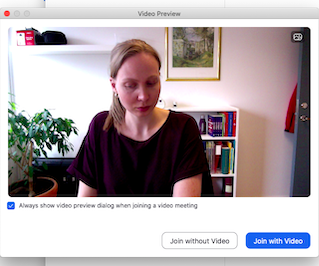 Video Preview
Always show video preview dialog when joining a video meeting
Join without Video
Join with Video